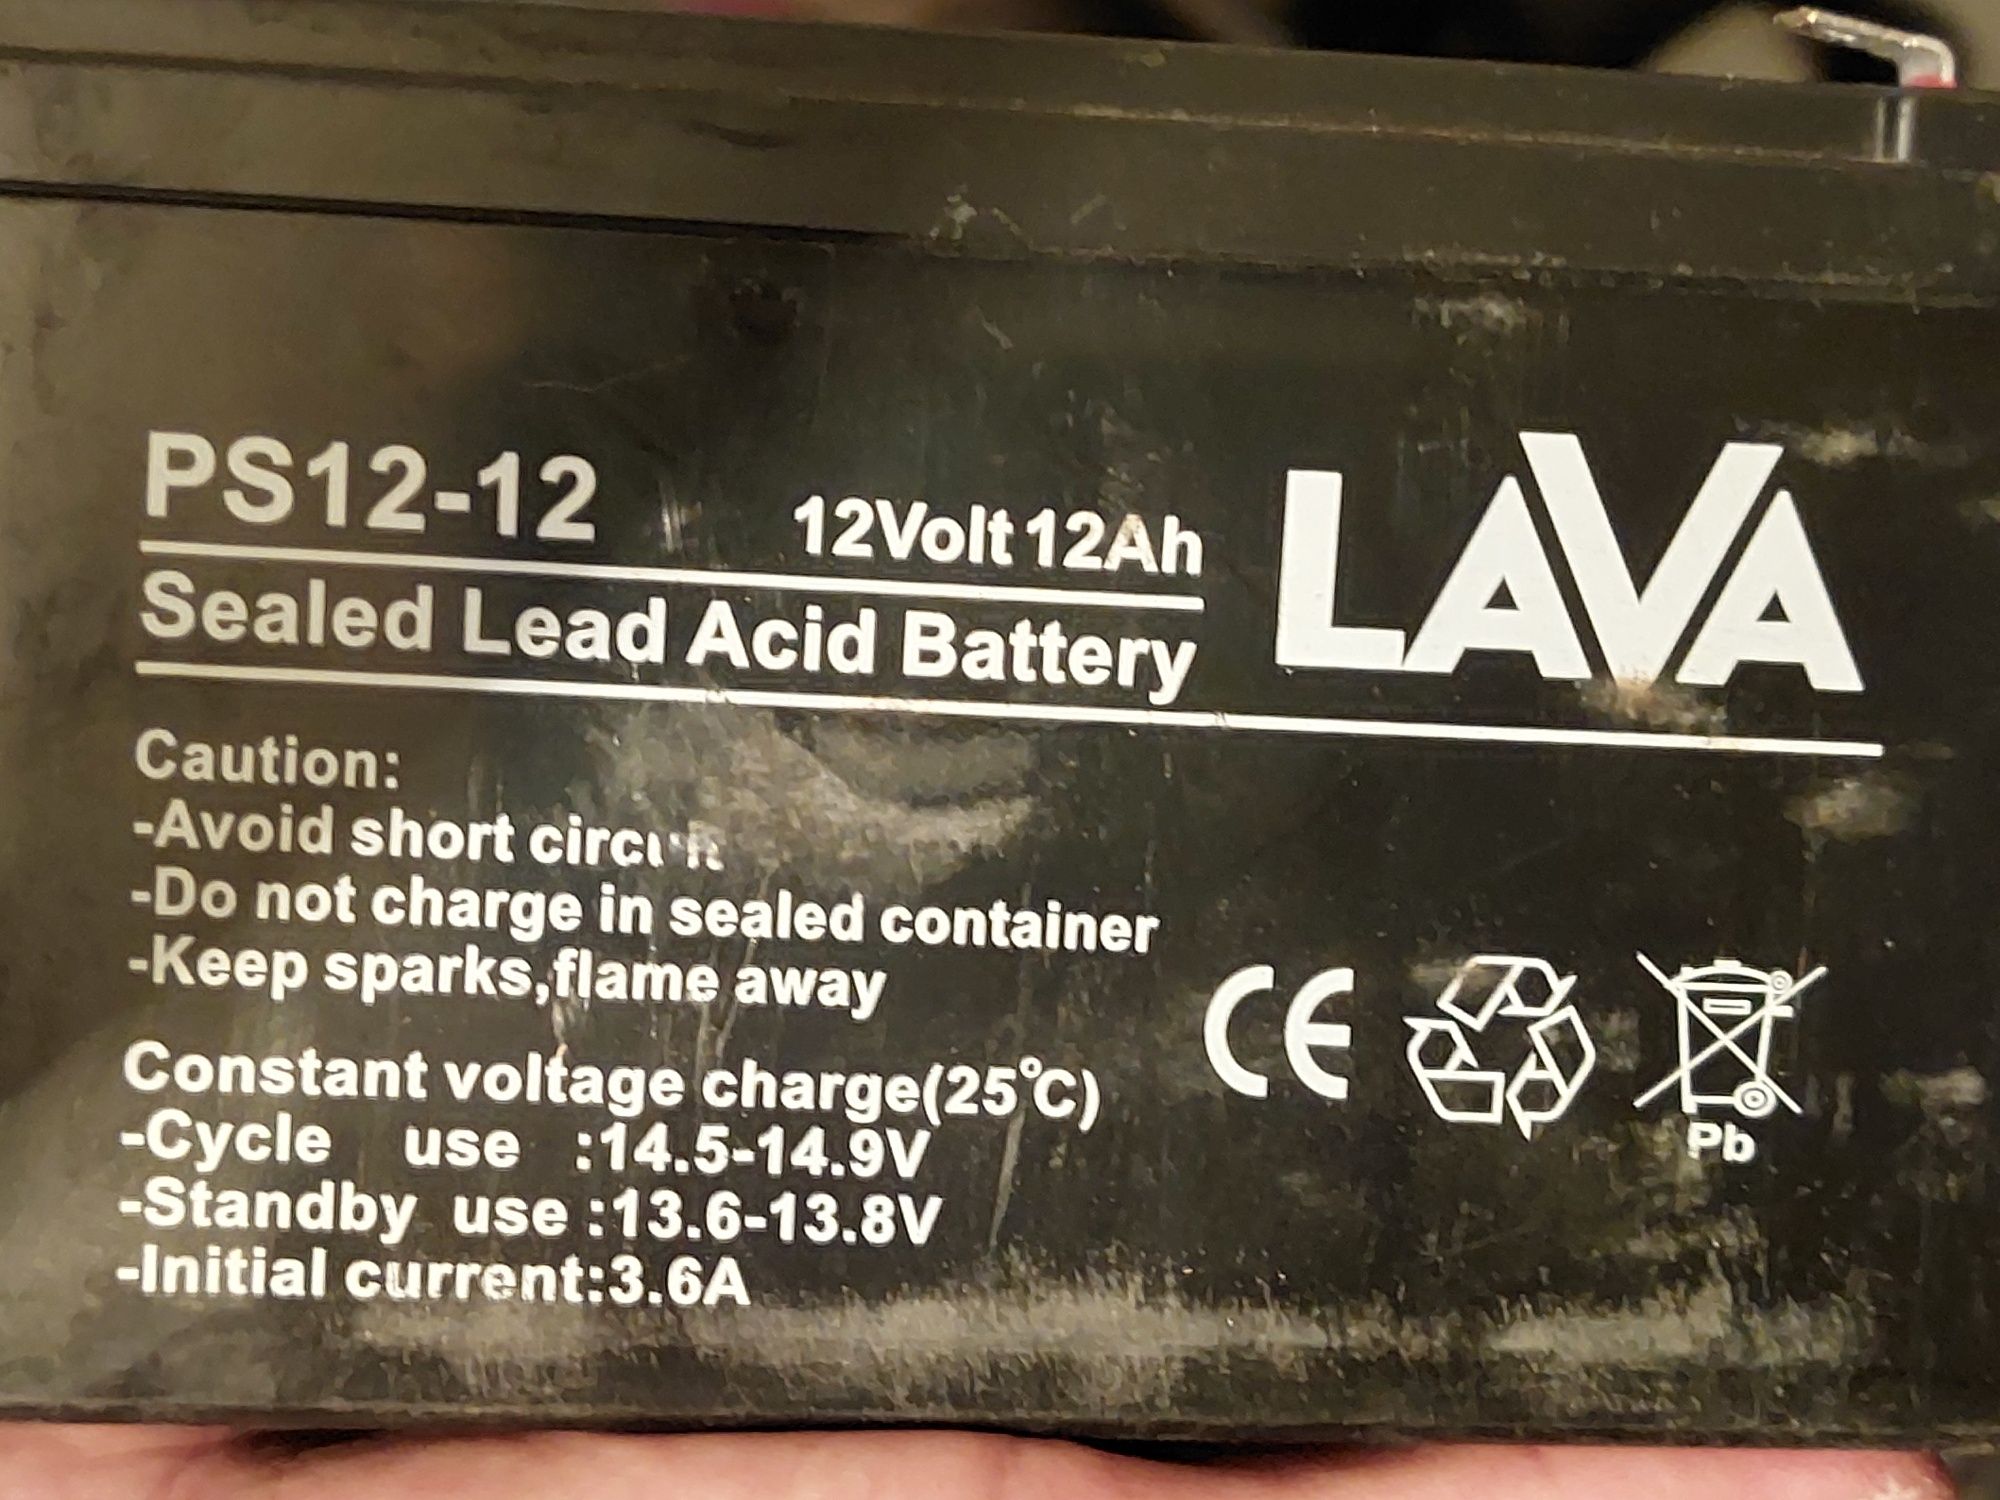 PS12-12
12Volt 12Ah
LAVA
Sealed Lead Acid Battery
Caution:
-Avoid short circuit
-Do not charge in sealed container
-Keep sparks,flame away
Constant voltage charge(25℃)
-Cycle use :14.5-14.9V
-Standby use :13.6-13.8V
-Initial current:3.6A
CE
Pb